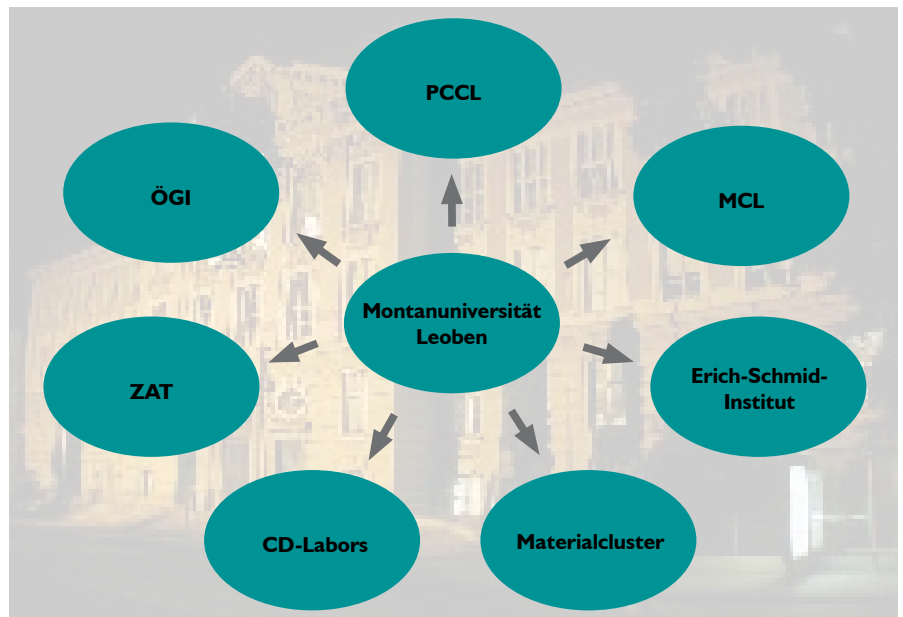 PCCL
ÖGI
MCL
Montanuniversität
Leoben
ZAT
Erich-Schmid-
Institut
CD-Labors
Materialcluster